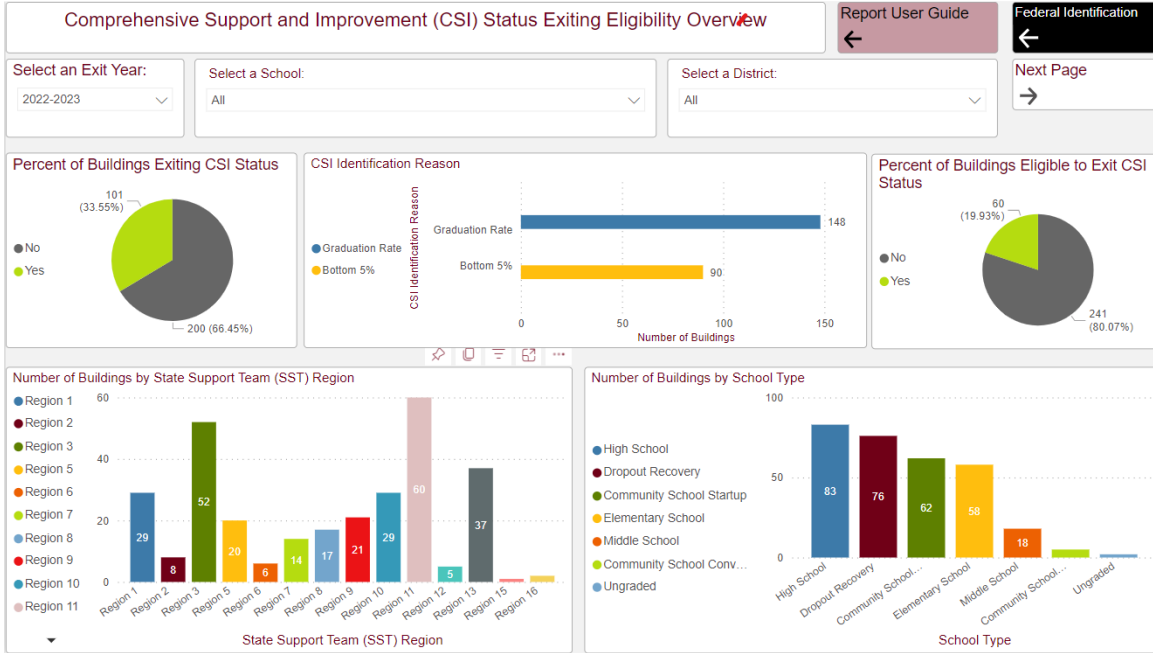 Comprehensive Support and Improvement (CSI) Status Exiting Eligibility Overview
Report User Guide
Federal Identification
Select an Exit Year:
2022-2023
Select a School:
All
Select a District:
All
Next Page
Percent of Buildings Exiting CSI Status
101
(33.55%)
No
Yes
200 (66.45%)
CSI Identification Reason
Graduation Rate
Bottom 5%
CSI Identification Reason
Graduation Rate
148
Bottom 5%
90
0
50
100
150
Number of Buildings
Percent of Buildings Eligible to Exit CSI
Status
60
(19.93%)
No
Yes
241
(80.07%)
Number of Buildings by State Support Team (SST) Region
Region 1
Region 2
Region 3
Region 5
Region 6
Region 7
Region 8
Region 9
Region 10
Region 11
60
40
20
0
29
8
52
20
6
14
17
21
29
60
5
37
Region 1
Region 2
Region 3
Region 5
Region 6
Region 7
Region 8
Region 9
Region 10
Region 11
Region 12
Region 13
Region 15
Region 16
State Support Team (SST) Region
Number of Buildings by School Type
High School
Dropout Recovery
Community School Startup
Elementary School
Middle School
Community School Conv...
Ungraded
100
50
0
83
76
62
58
18
High School
Dropout Recovery
Community School...
Elementary School
Middle School
Community School...
Ungraded
School Type